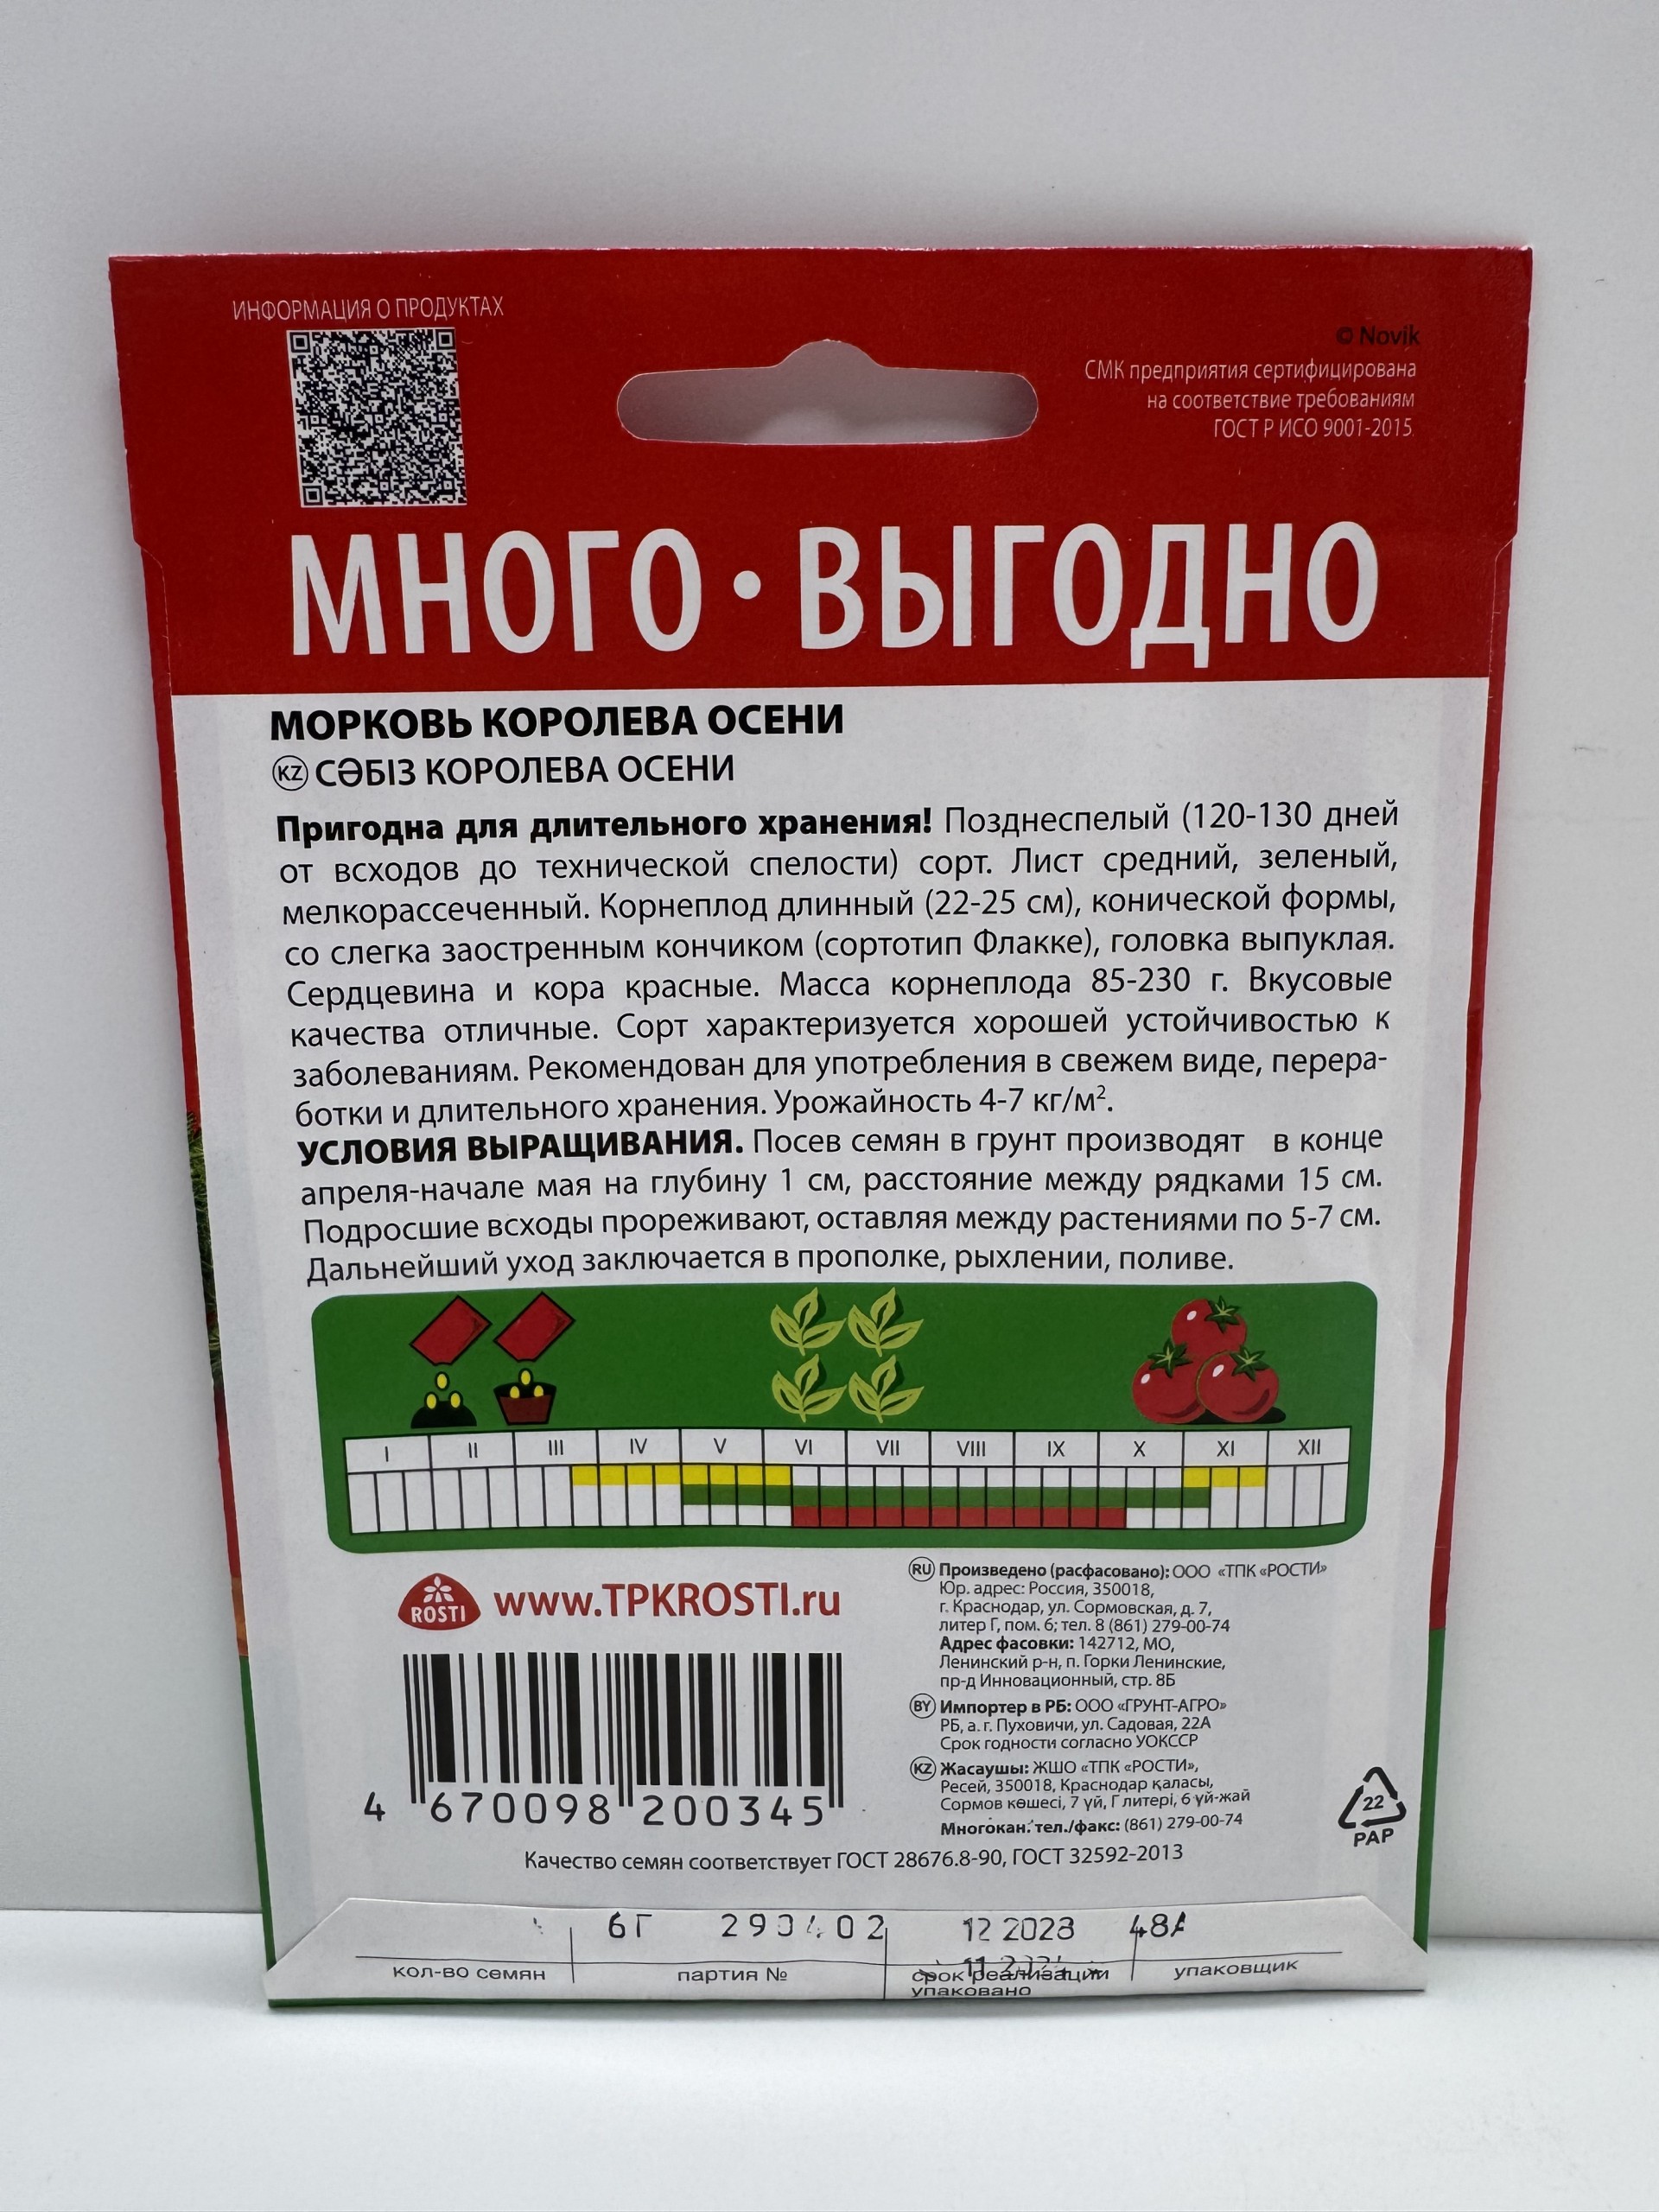 ИНФОРМАЦИЯ О ПРОДУКТАХ
© Novik
СМК предприятия сертифицирована
на соответствие требованиям
ГОСТ Р ИСО 9001-2015
МНОГО • ВЫГОДНО
МОРКОВЬ КОРОЛЕВА ОСЕНИ
KZ СӘБІЗ КОРОЛЕВА ОСЕНИ
Пригодна для длительного хранения! Позднеспелый (120-130 дней
от всходов до технической спелости) сорт. Лист средний, зеленый,
мелкорассеченный. Корнеплод длинный (22-25 см), конической формы,
со слегка заостренным кончиком (сортотип Флакке), головка выпуклая.
Сердцевина и кора красные. Масса корнеплода 85-230 г. Вкусовые
качества отличные. Сорт характеризуется хорошей устойчивостью к
заболеваниям. Рекомендован для употребления в свежем виде, перера-
ботки и длительного хранения. Урожайность 4-7 кг/м².
УСЛОВИЯ ВЫРАЩИВАНИЯ. Посев семян в грунт производят в конце
апреля-начале мая на глубину 1 см, расстояние между рядками 15 см.
Подросшие всходы прореживают, оставляя между растениями по 5-7 см.
Дальнейший уход заключается в прополке, рыхлении, поливе.
I II III IV V VI VII VIII IX X XI XII
ROSTI www.TPKROSTI.ru
4 670098 200345
RU Произведено (расфасовано): ООО «ТПК «РОСТИ»
Юр. адрес: Россия, 350018,
г. Краснодар, ул. Сормовская, д. 7,
литер Г, пом. 6; тел. 8 (861) 279-00-74
Адрес фасовки: 142712, МО,
Ленинский р-н, п. Горки Ленинские,
пр-д Инновационный, стр. 8Б
BY Импортер в РБ: ООО «ГРУНТ-АГРО»
РБ, а. г. Пуховичи, ул. Садовая, 22А
Срок годности согласно УОКССР
KZ Жасаушы: ЖШО «ТПК «РОСТИ»,
Ресей, 350018, Краснодар қаласы,
Сормов көшесі, 7 үй, Г литері, 6 үй-жай
Многокан. тел./факс: (861) 279-00-74
22
PAP
Качество семян соответствует ГОСТ 28676.8-90, ГОСТ 32592-2013
6Г 12 2028
кол-во семян партия № срок реализации упаковщик
упаковано